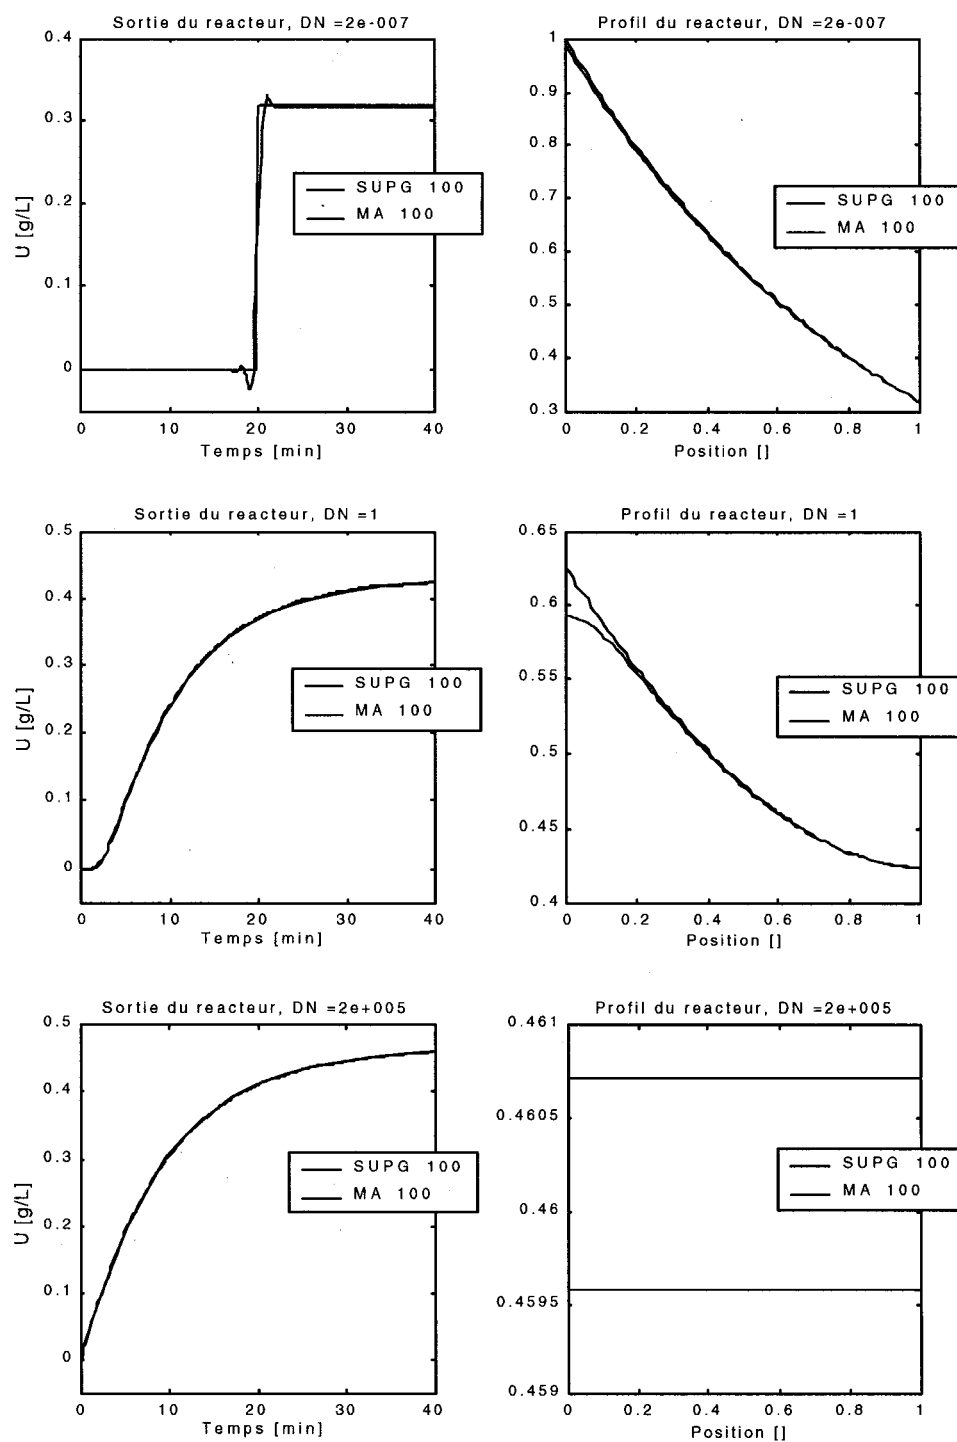 Sortie du reacteur, DN =2e-007
0.4
0.3
0.2
0.1
0
U [g/L]
SUPG 100
MA 100
0 10 20 30 40
Temps [min]
Profil du reacteur, DN =2e-007
1
0.9
0.8
0.7
0.6
0.5
0.4
0.3
SUPG 100
MA 100
0 0.2 0.4 0.6 0.8 1
Position []
Sortie du reacteur, DN =1
0.5
0.4
0.3
0.2
0.1
0
U [g/L]
SUPG 100
MA 100
0 10 20 30 40
Temps [min]
Profil du reacteur, DN =1
0.65
0.6
0.55
0.5
0.45
0.4
SUPG 100
MA 100
0 0.2 0.4 0.6 0.8 1
Position []
Sortie du reacteur, DN =2e+005
0.5
0.4
0.3
0.2
0.1
0
U [g/L]
SUPG 100
MA 100
0 10 20 30 40
Temps [min]
Profil du reacteur, DN =2e+005
0.461
0.4605
0.46
0.4595
0.459
SUPG 100
MA 100
0 0.2 0.4 0.6 0.8 1
Position []